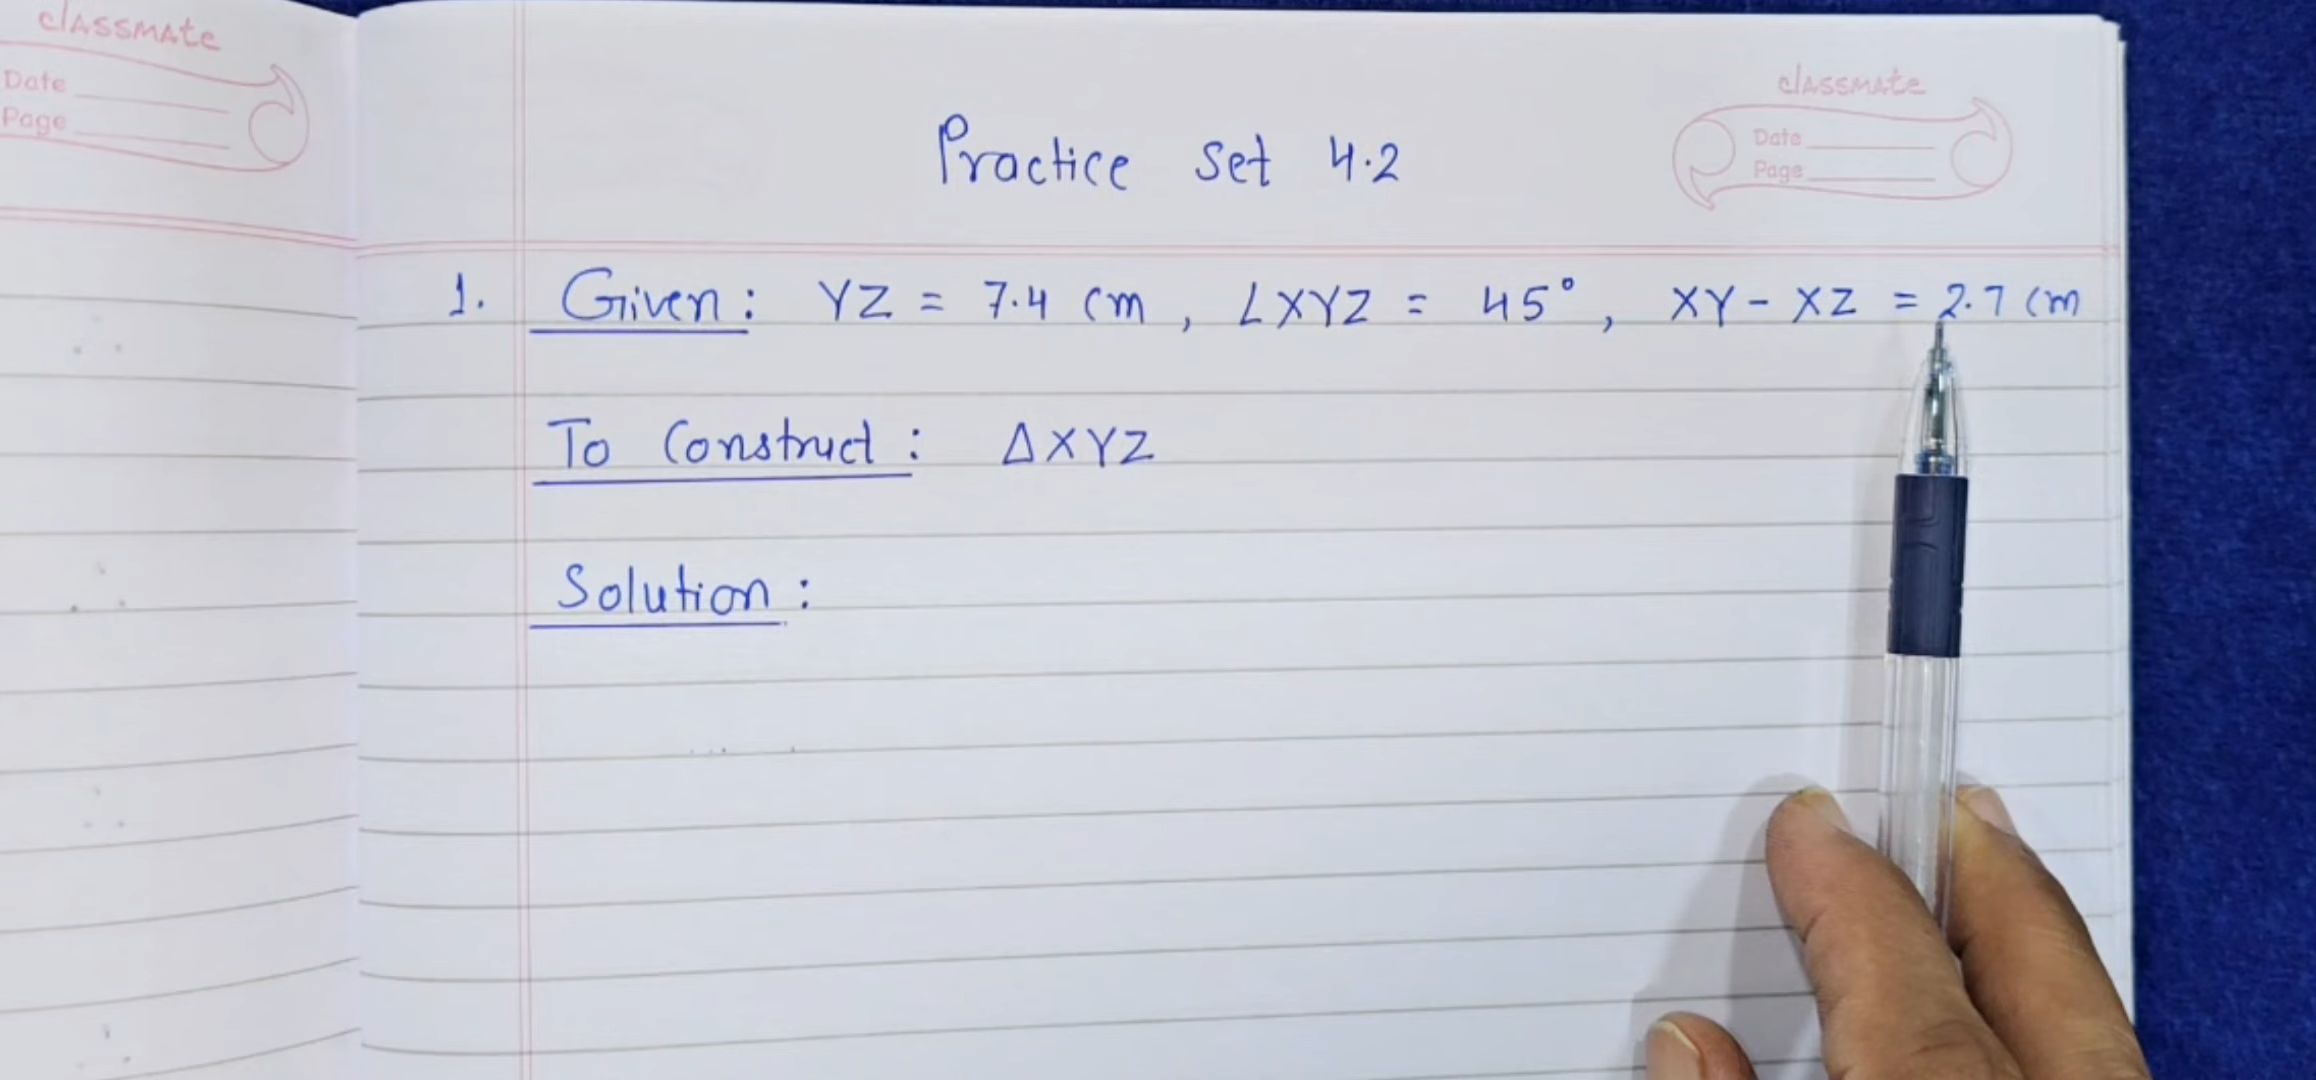 classmate
Date
Page
classmate
Date
Page
Practice Set 4.2
1. Given: YZ = 7.4 cm, ∠XYZ = 45°, XY - XZ = 2.7 cm
To Construct: ΔXYZ
Solution: